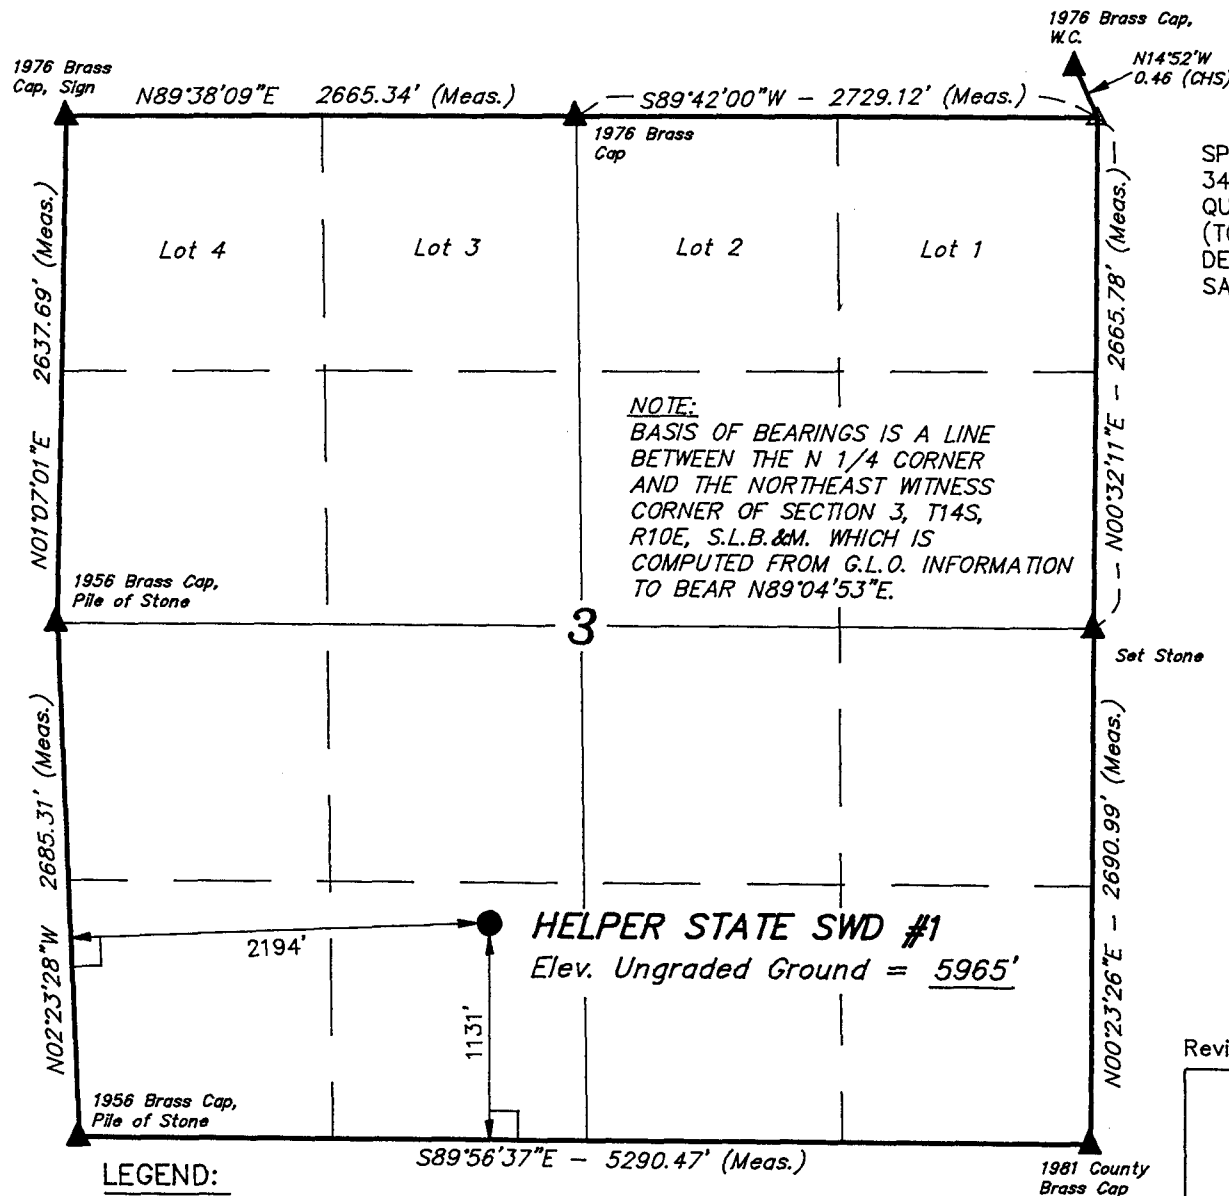 1976 Brass Cap,
W.C.
N14°52'W
0.46 (CHS)
1976 Brass
Cap, Sign
N89°38'09"E 2665.34' (Meas.)
S89°42'00"W - 2729.12' (Meas.)
1976 Brass
Cap
SP
34
QU
(TO
DE
SA
Lot 4
Lot 3
Lot 2
Lot 1
N01°07'01"E 2637.69' (Meas.)
N00°32'11"E - 2665.78' (Meas.)
NOTE:
BASIS OF BEARINGS IS A LINE
BETWEEN THE N 1/4 CORNER
AND THE NORTHEAST WITNESS
CORNER OF SECTION 3, T14S,
R10E, S.L.B.&M. WHICH IS
COMPUTED FROM G.L.O. INFORMATION
TO BEAR N89°04'53"E.
1956 Brass Cap,
Pile of Stone
3
Set Stone
N02°23'28"W 2685.31' (Meas.)
N00°23'26"E - 2690.99' (Meas.)
2194'
HELPER STATE SWD #1
Elev. Ungraded Ground = 5965'
1131'
Revi
1956 Brass Cap,
Pile of Stone
S89°56'37"E - 5290.47' (Meas.)
1981 County
Brass Cap
LEGEND: